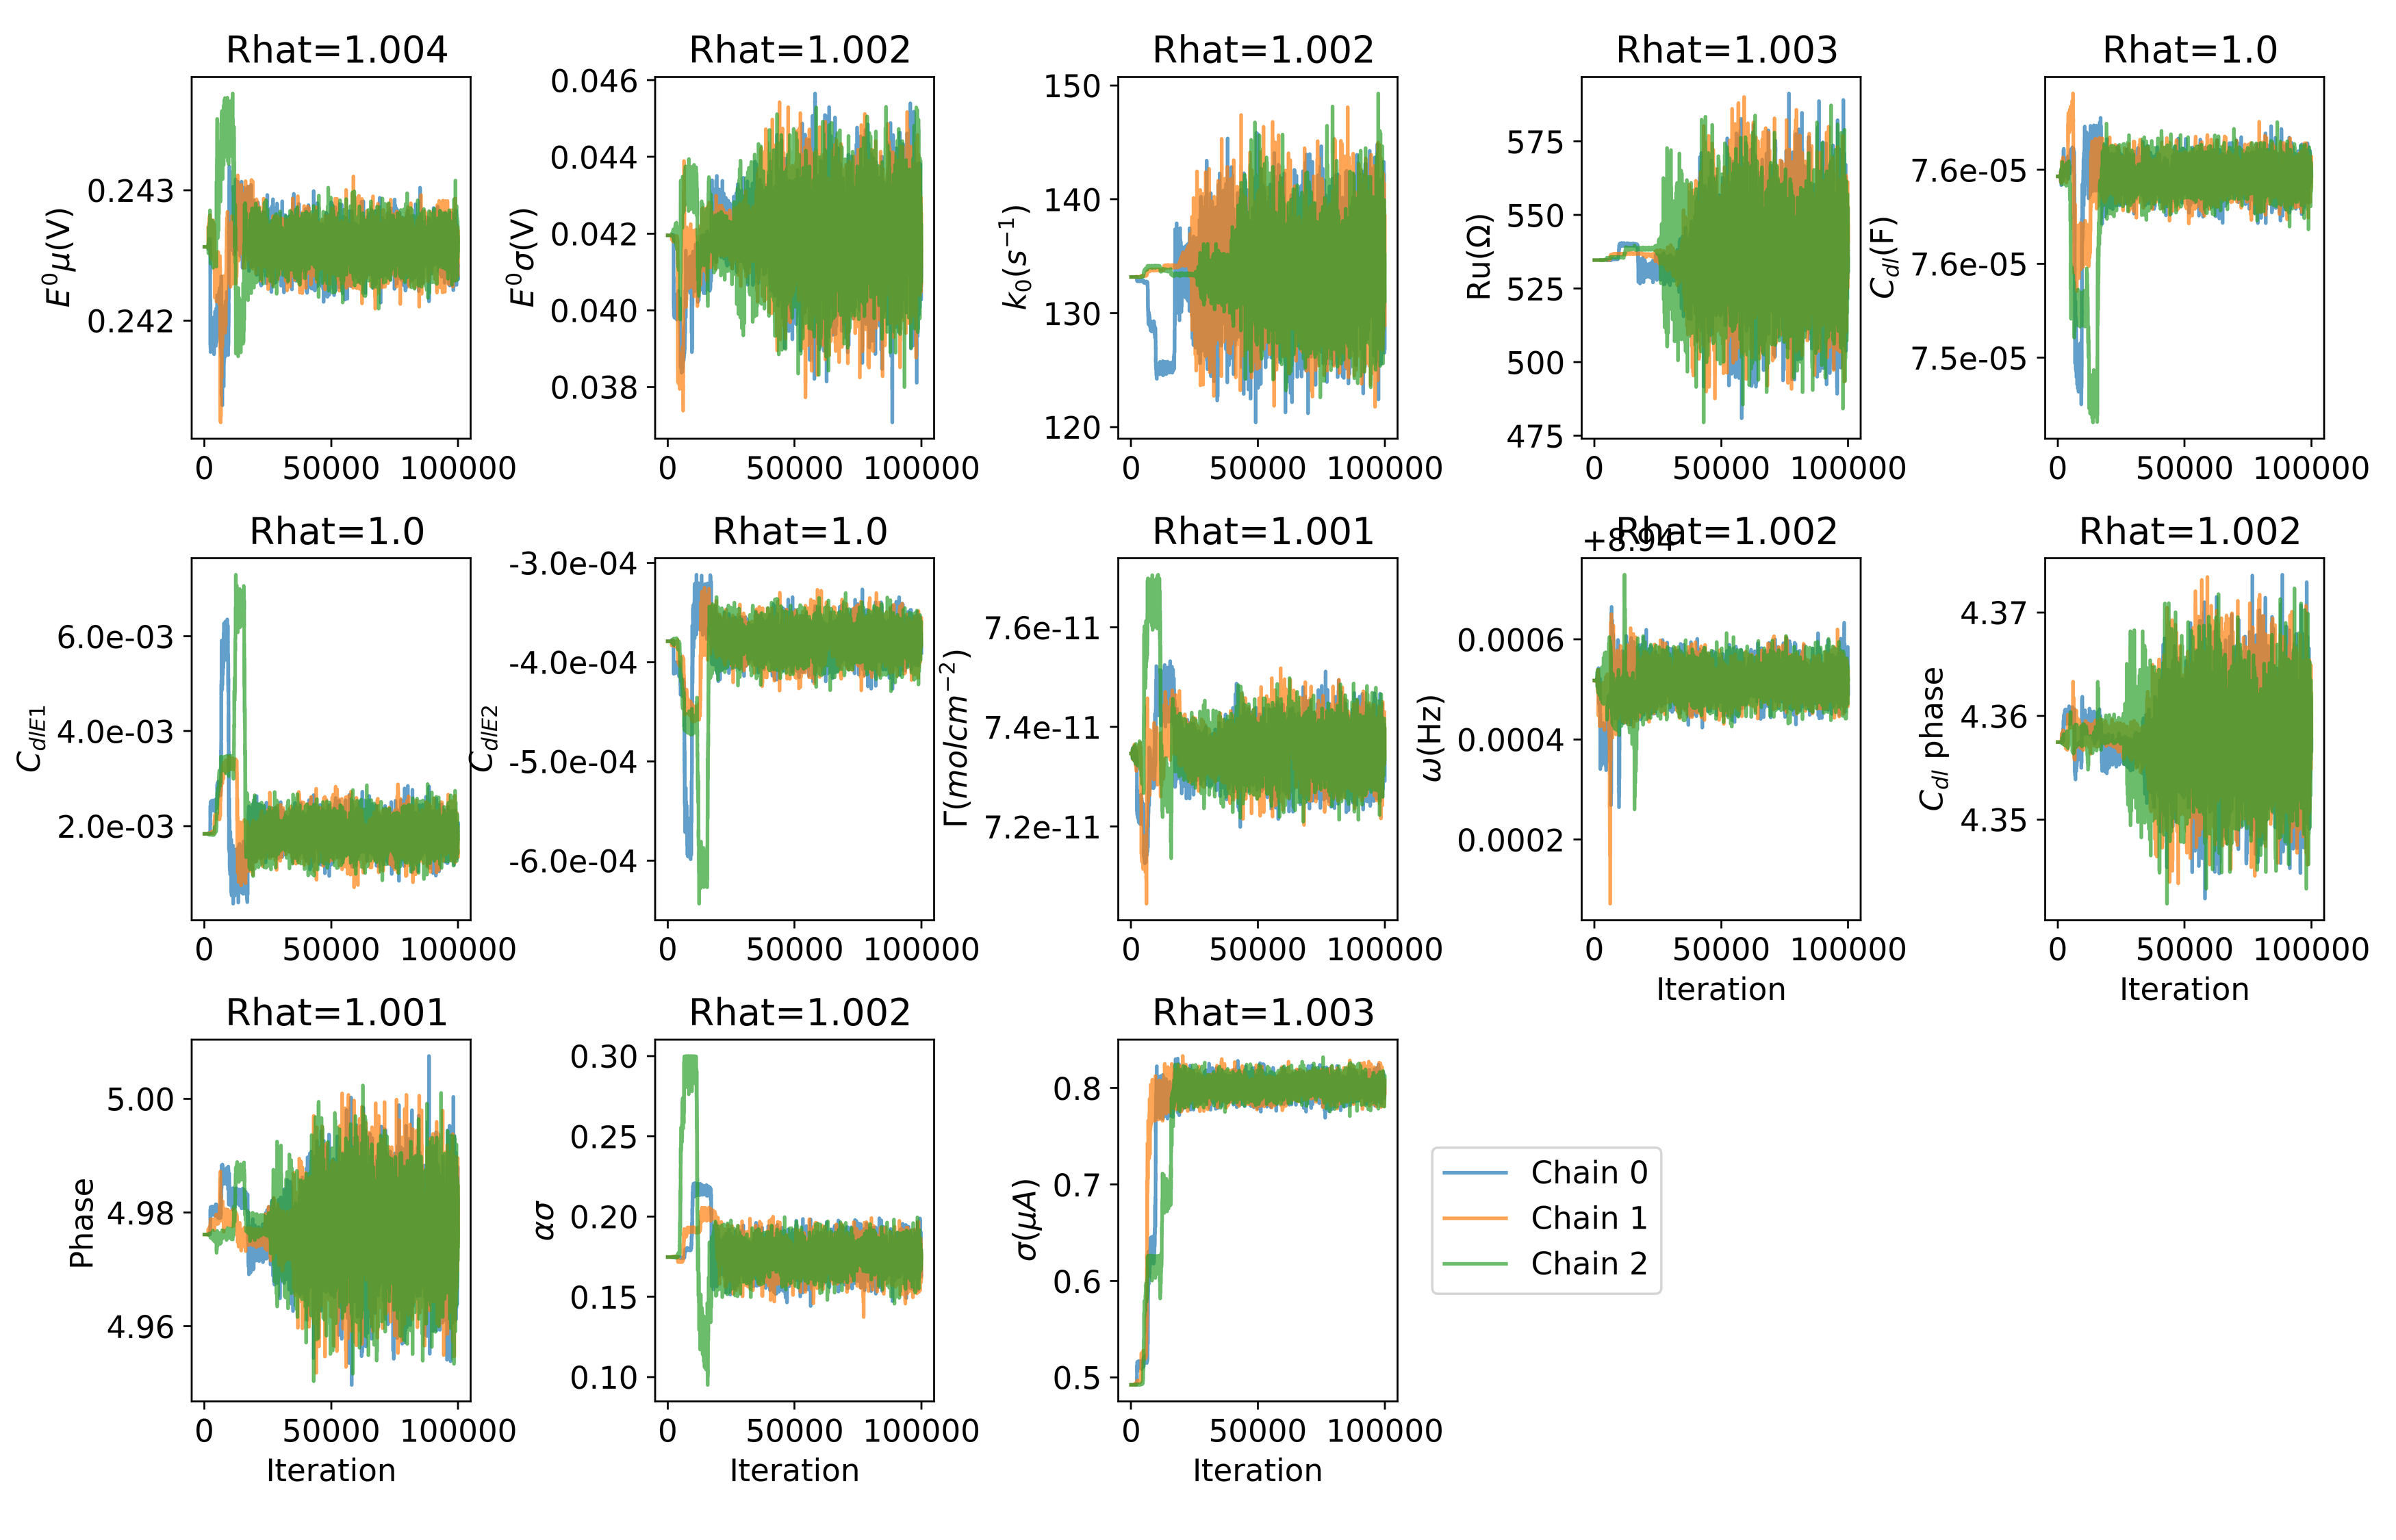 Rhat=1.004
Rhat=1.002
Rhat=1.002
Rhat=1.003
Rhat=1.0
E⁰μ(V)
0.243
0.242
0 50000 100000
E⁰σ(V)
0.046
0.044
0.042
0.040
0.038
0 50000 100000
k₀(s⁻¹)
150
140
130
120
0 50000 100000
Ru(Ω)
575
550
525
500
475
0 50000 100000
C_dl(F)
7.6e-05
7.6e-05
7.5e-05
0 50000 100000
Rhat=1.0
Rhat=1.0
Rhat=1.001
Rhat=1.002
Rhat=1.002
C_dlE1
6.0e-03
4.0e-03
2.0e-03
0 50000 100000
C_dlE2
-3.0e-04
-4.0e-04
-5.0e-04
-6.0e-04
0 50000 100000
Γ(molcm⁻²)
7.6e-11
7.4e-11
7.2e-11
0 50000 100000
+8.94
ω(Hz)
0.0006
0.0004
0.0002
0 50000 100000
Iteration
C_dl phase
4.37
4.36
4.35
0 50000 100000
Iteration
Rhat=1.001
Rhat=1.002
Rhat=1.003
Phase
5.00
4.98
4.96
0 50000 100000
Iteration
ασ
0.30
0.25
0.20
0.15
0.10
0 50000 100000
Iteration
σ(μA)
0.8
0.7
0.6
0.5
0 50000 100000
Iteration
Chain 0
Chain 1
Chain 2